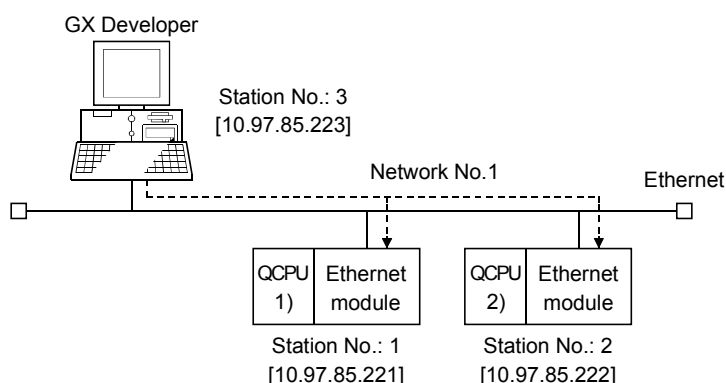 GX Developer
Station No.: 3
[10.97.85.223]
Network No.1
Ethernet
QCPU
1)
Ethernet
module
QCPU
2)
Ethernet
module
Station No.: 1
[10.97.85.221]
Station No.: 2
[10.97.85.222]